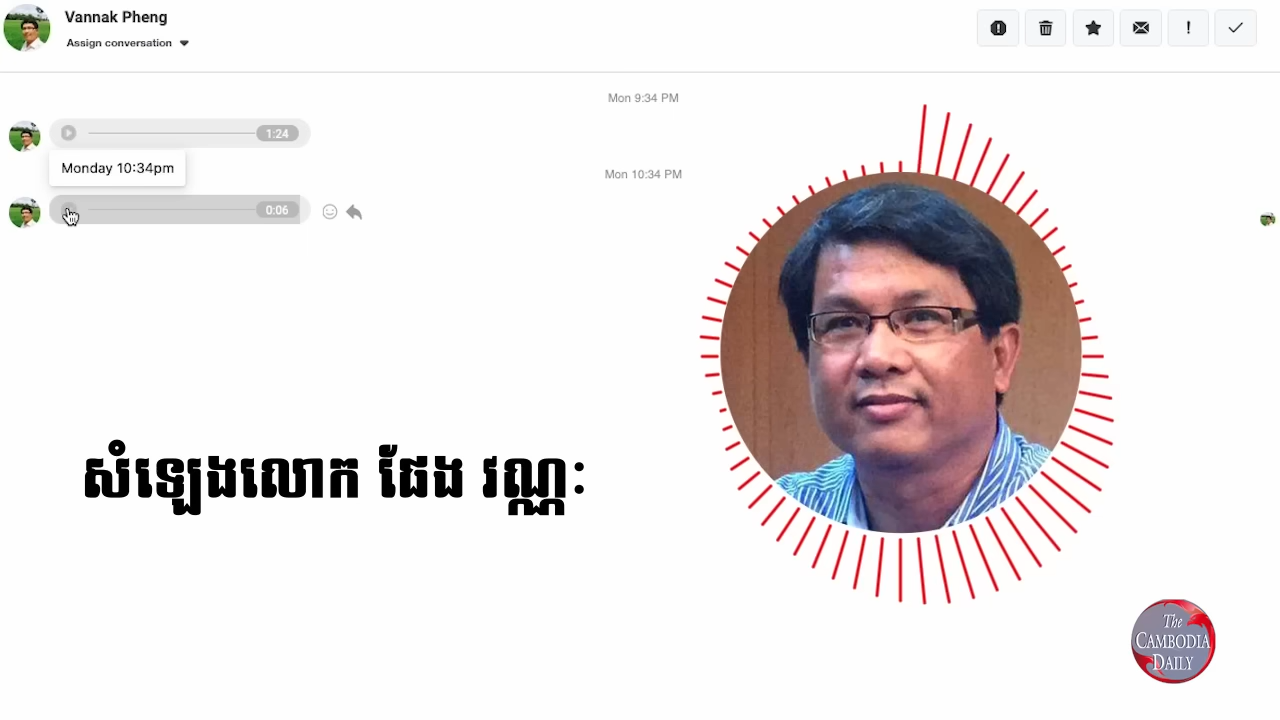 Vannak Pheng
Assign conversation
Mon 9:34 PM
1:24
Monday 10:34pm
Mon 10:34 PM
0:06
សំឡេងលោក ផែង វណ្ណៈ
The
CAMBODIA
DAILY